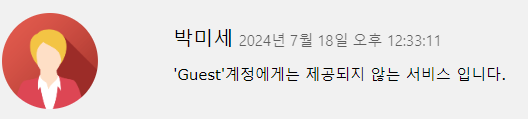 박미세 2024년 7월 18일 오후 12:33:11
'Guest'계정에게는 제공되지 않는 서비스 입니다.